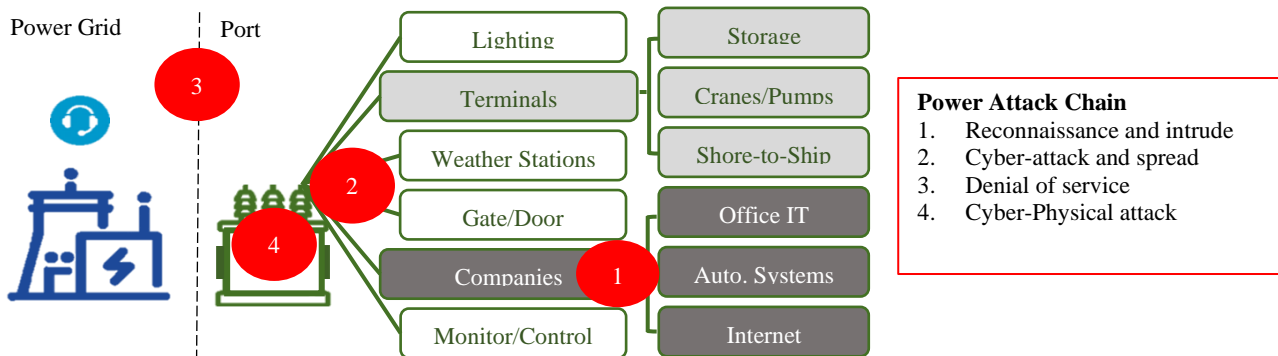 Power Grid
Port
3
Lighting
Terminals
Weather Stations
2
Gate/Door
4
Companies
1
Monitor/Control
Storage
Cranes/Pumps
Shore-to-Ship
Office IT
Auto. Systems
Internet
Power Attack Chain
1. Reconnaissance and intrude
2. Cyber-attack and spread
3. Denial of service
4. Cyber-Physical attack